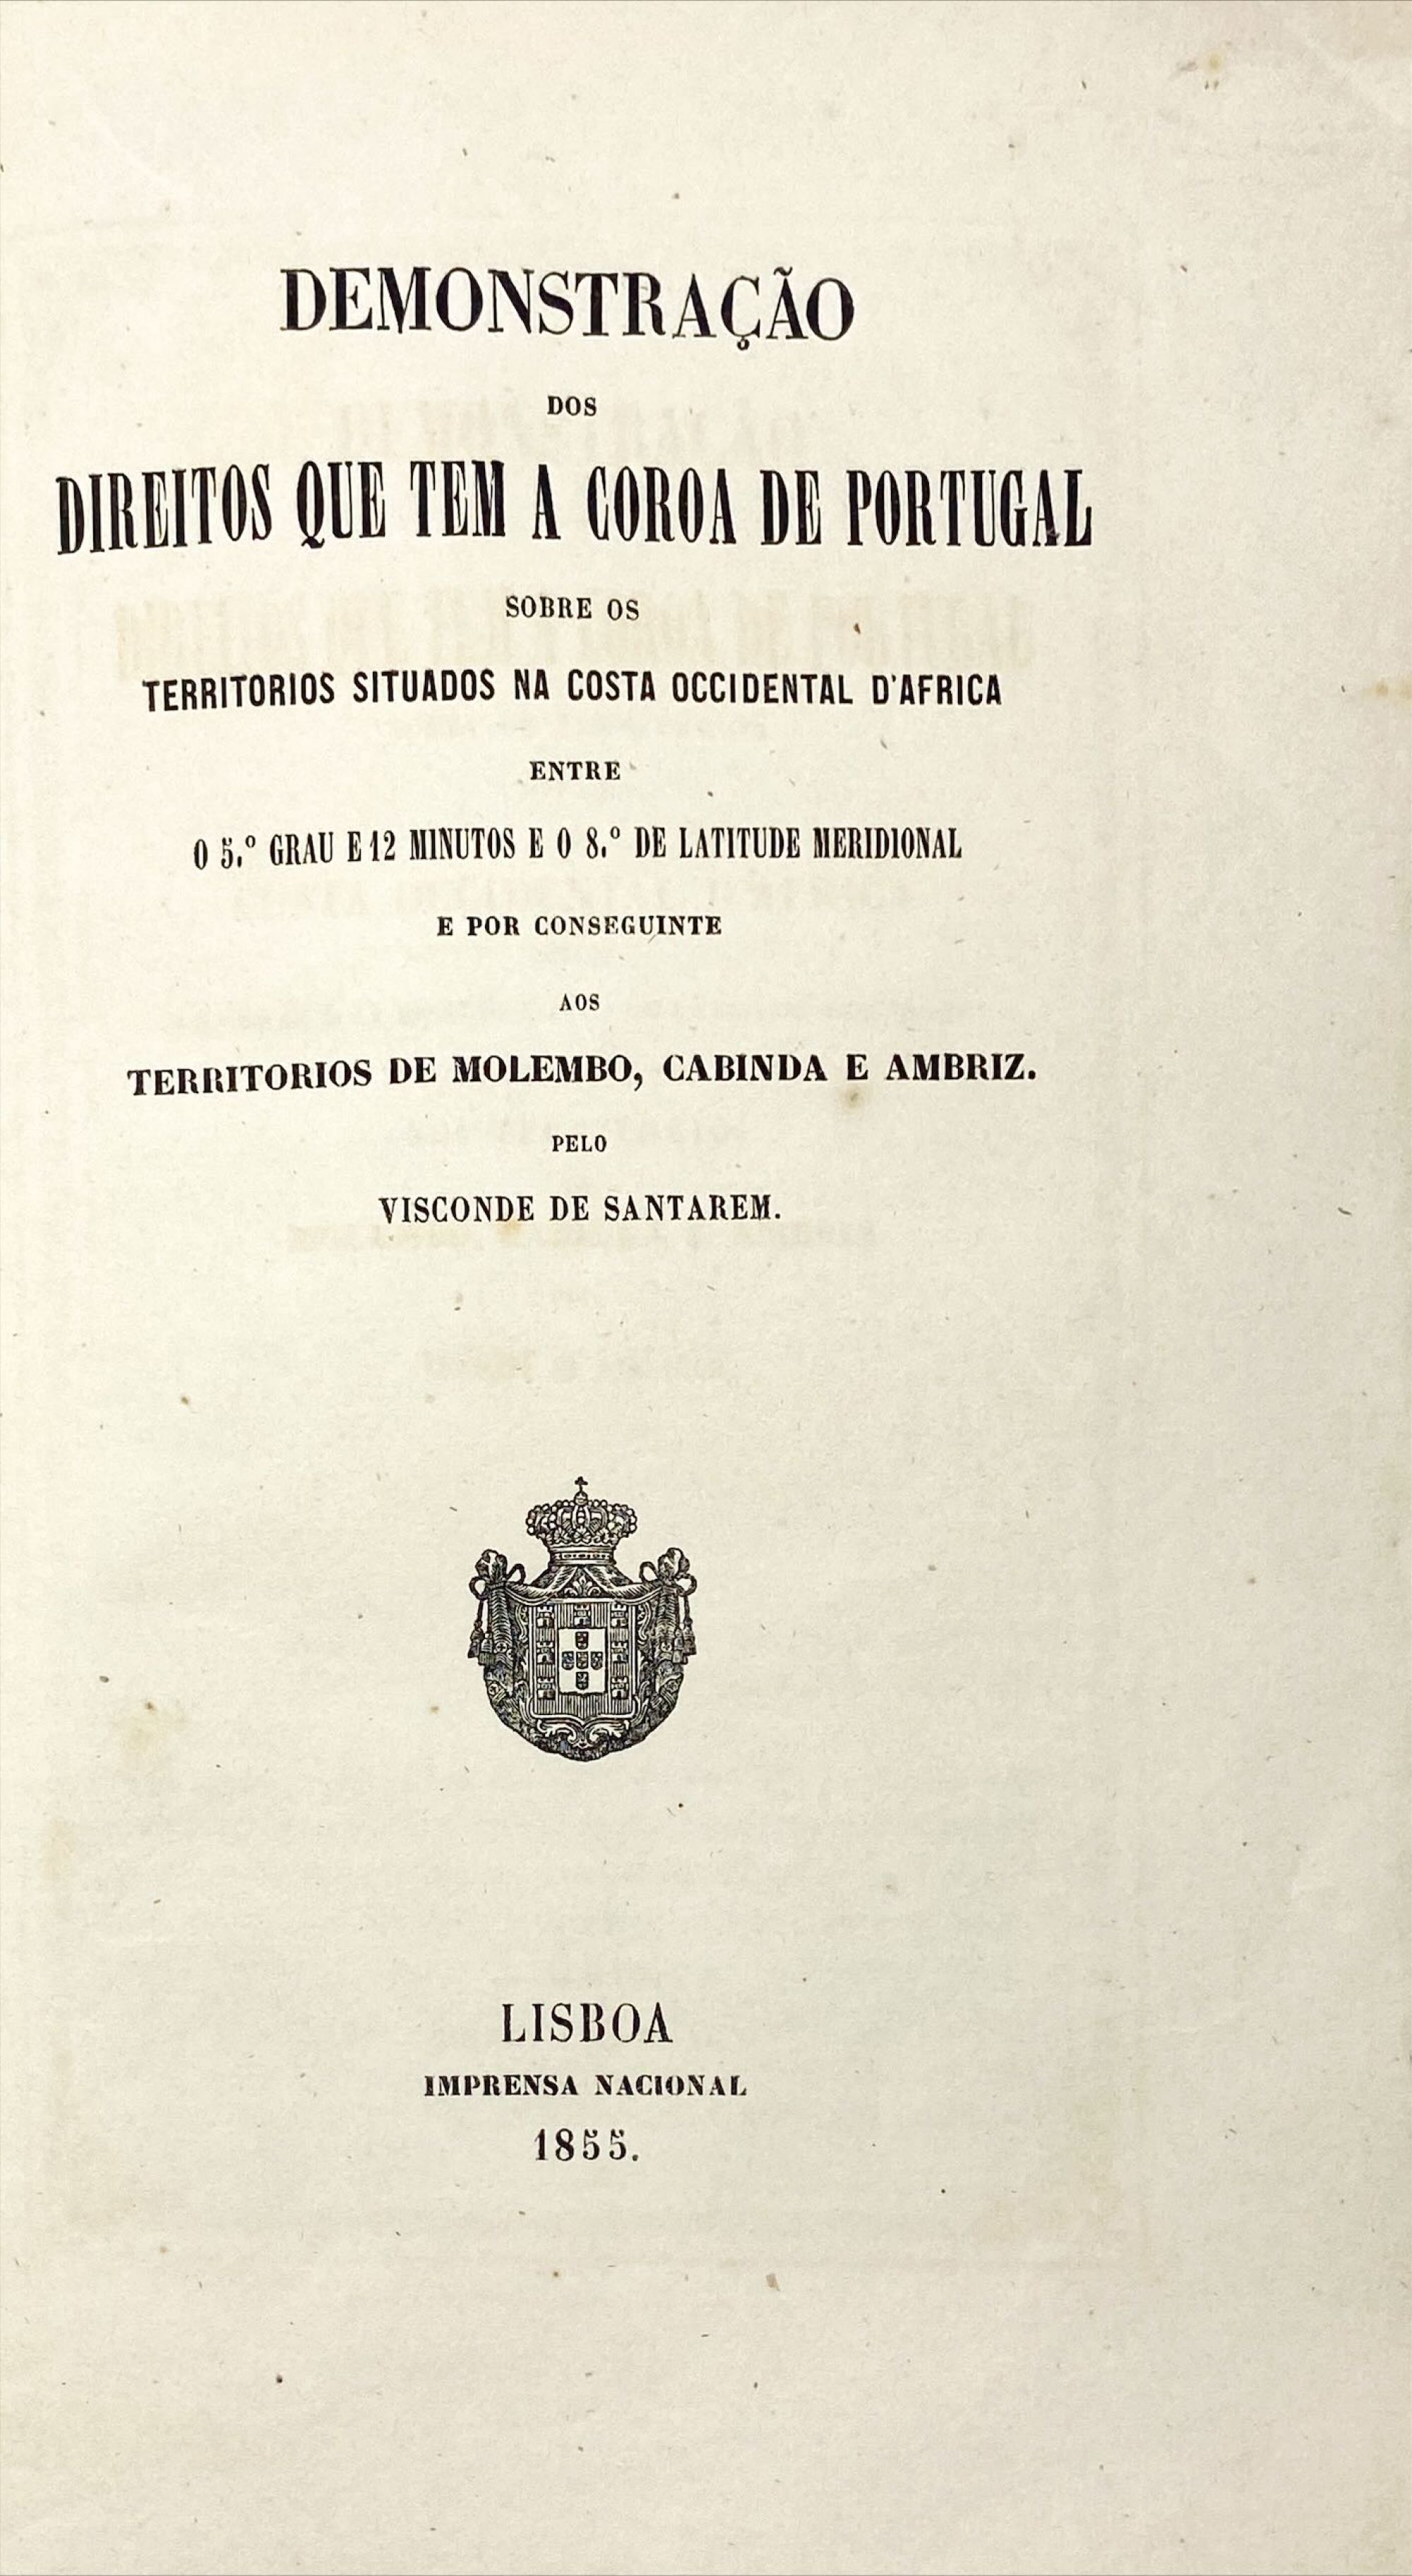 DEMONSTRAÇÃO
DOS
DIREITOS QUE TEM A COROA DE PORTUGAL
SOBRE OS
TERRITORIOS SITUADOS NA COSTA OCCIDENTAL D'AFRICA
ENTRE
O 5.º GRAU E 12 MINUTOS E O 8.º DE LATITUDE MERIDIONAL
E POR CONSEGUINTE
AOS
TERRITORIOS DE MOLEMBO, CABINDA E AMBRIZ.
PELO
VISCONDE DE SANTAREM.
LISBOA
IMPRENSA NACIONAL
1855.